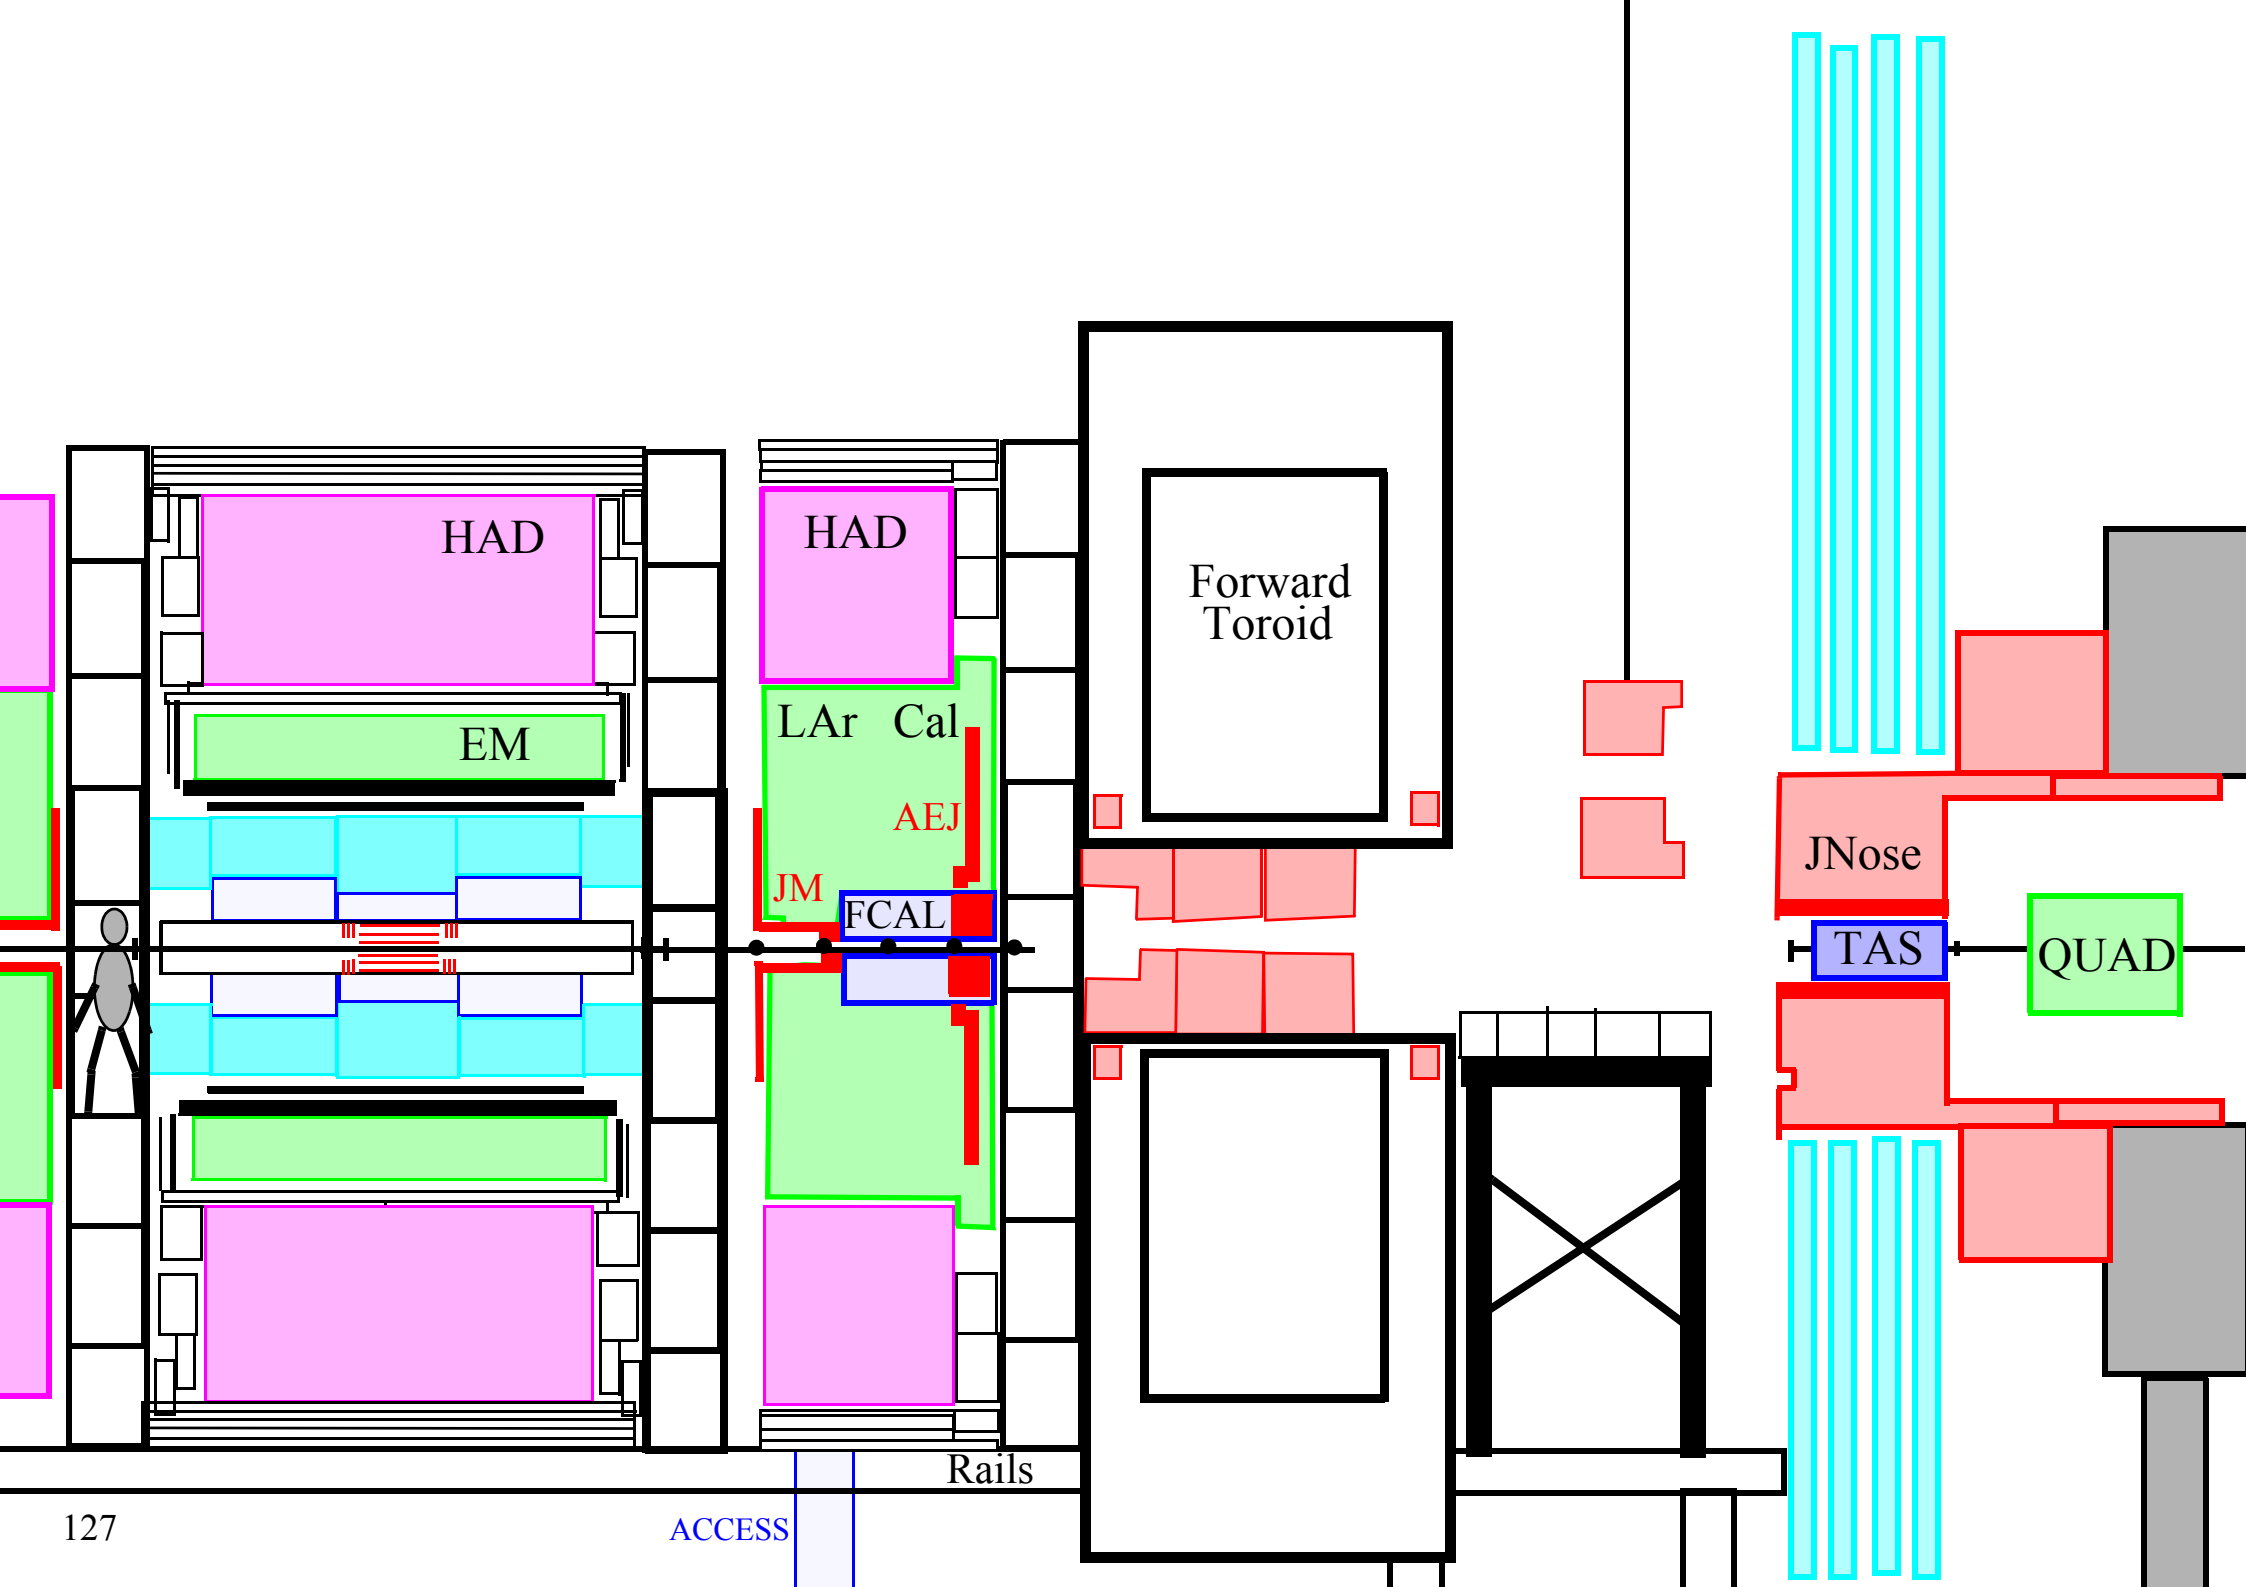 HAD
HAD
Forward
Toroid
LAr Cal
EM
AEJ
JNose
JM
FCAL
TAS
QUAD
Rails
127
ACCESS